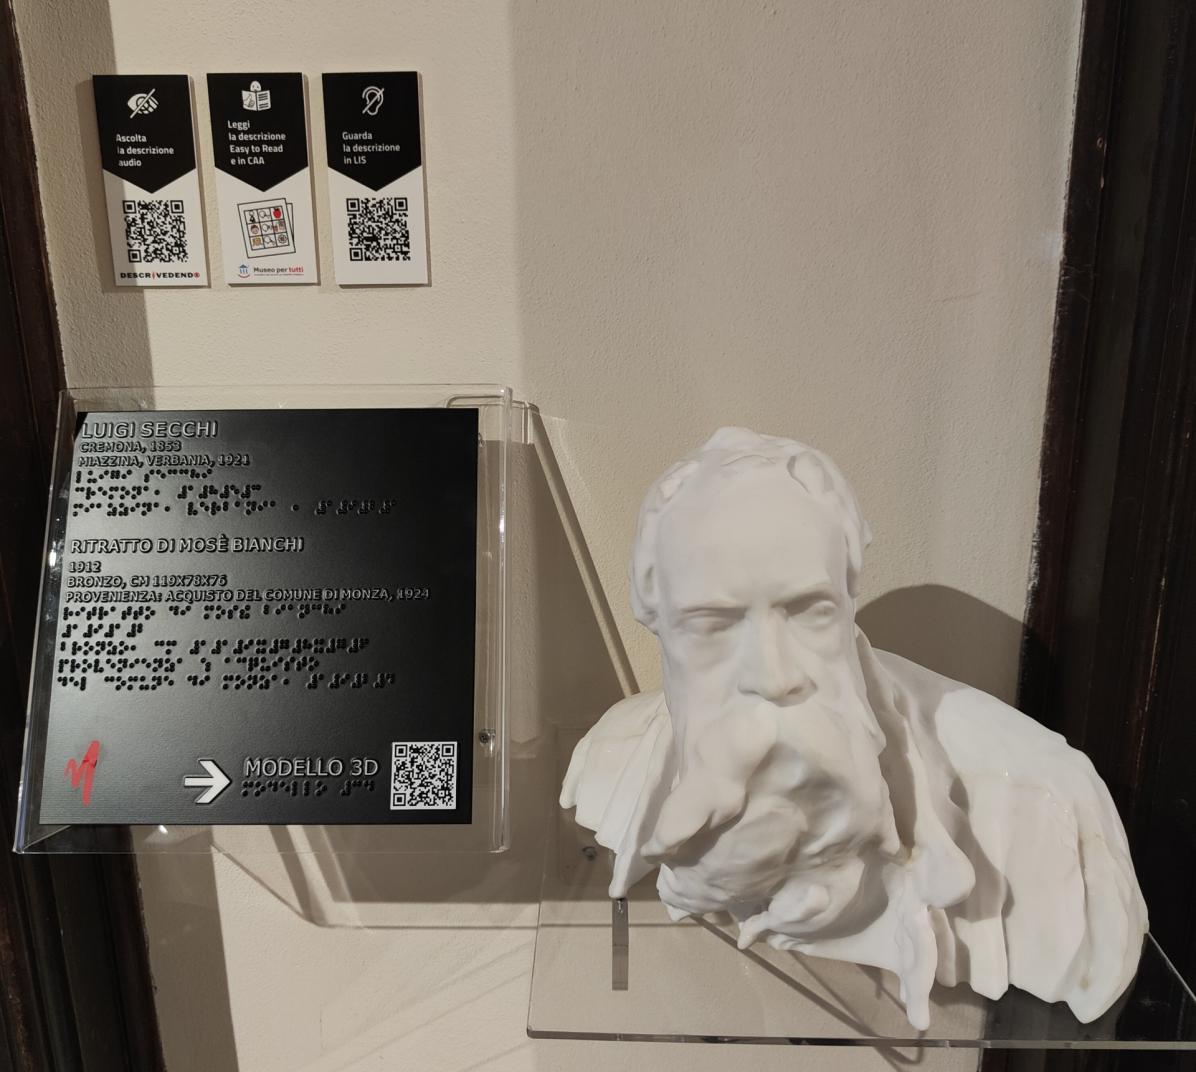 Ascolta
la descrizione
audio
DESCRIVEDENDO
Leggi
la descrizione
Easy to Read
e in CAA
Museo per tutti
Guarda
la descrizione
in LIS
LUIGI SECCHI
CREMONA, 1853
MIAZZINA, VERBANIA, 1921
RITRATTO DI MOSÈ BIANCHI
1912
BRONZO, CM 119X78X76
PROVENIENZA: ACQUISTO DEL COMUNE DI MONZA, 1924
MODELLO 3D